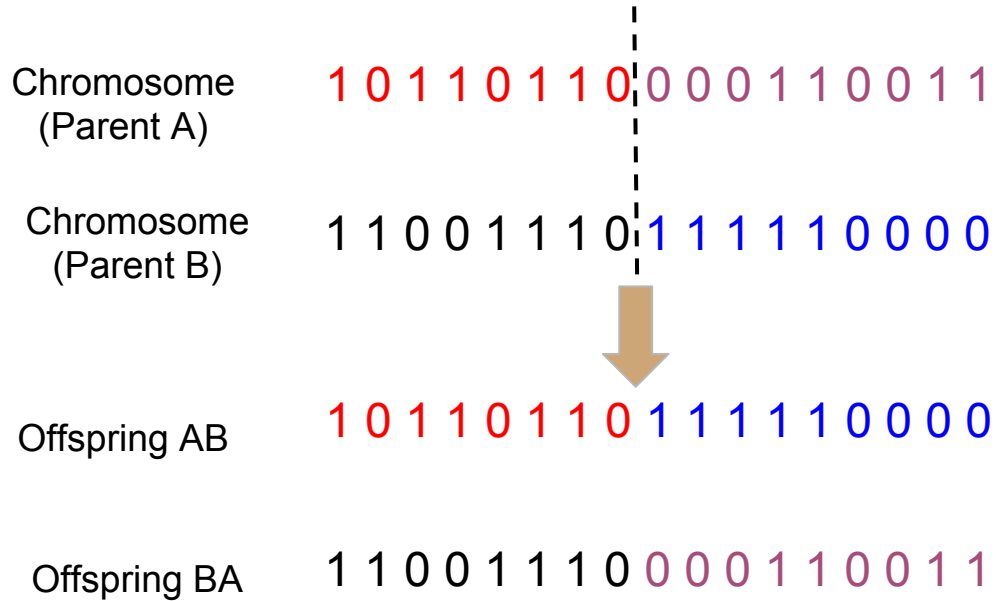 Chromosome (Parent A) 1 0 1 1 0 1 1 0 0 0 0 1 1 0 0 1 1
Chromosome (Parent B) 1 1 0 0 1 1 1 0 1 1 1 1 1 0 0 0 0
Offspring AB 1 0 1 1 0 1 1 0 1 1 1 1 1 0 0 0 0
Offspring BA 1 1 0 0 1 1 1 0 0 0 0 1 1 0 0 1 1